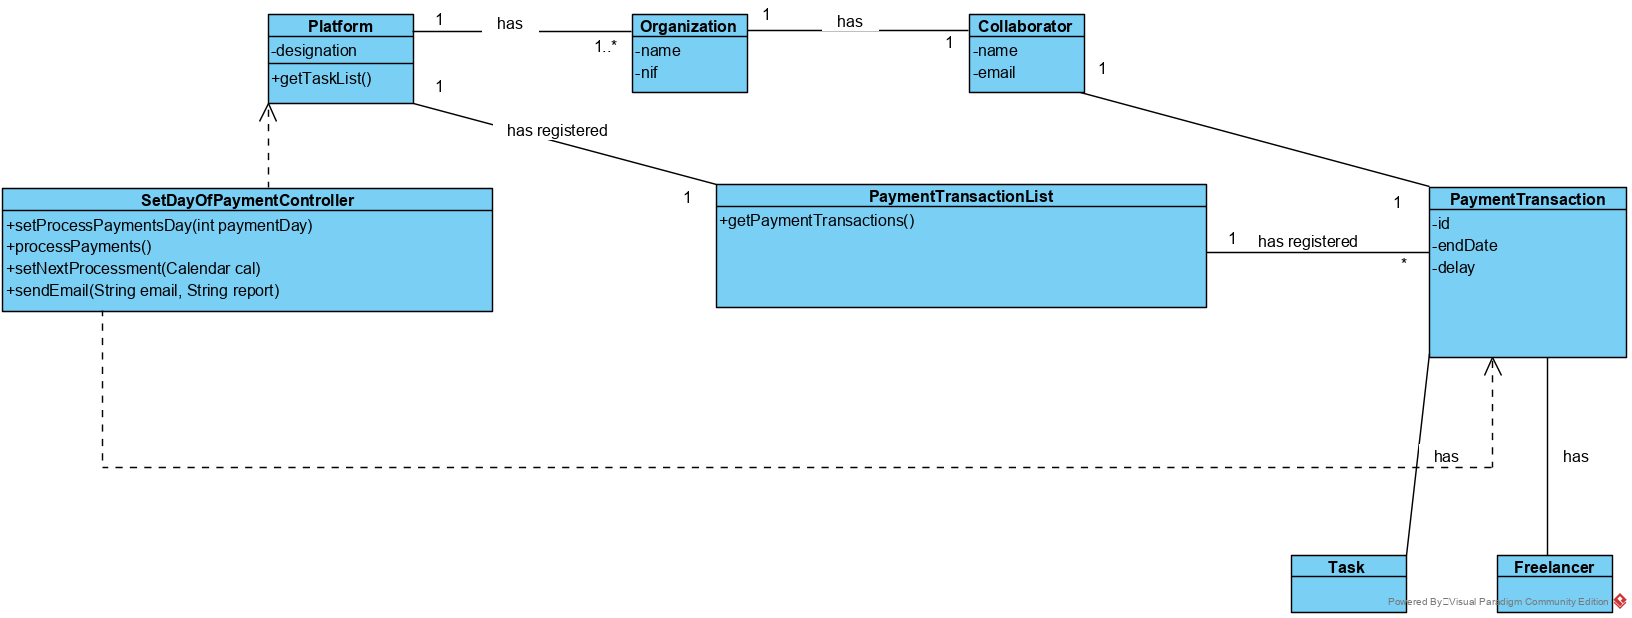 Platform
-designation
+getTaskList()
1
has
1..*
Organization
-name
-nif
1
has
1
Collaborator
-name
-email
1
1
1
has registered
1
SetDayOfPaymentController
+setProcessPaymentsDay(int paymentDay)
+processPayments()
+setNextProcessment(Calendar cal)
+sendEmail(String email, String report)
PaymentTransactionList
+getPaymentTransactions()
1
has registered
*
PaymentTransaction
-id
-endDate
-delay
has
has
Task
Freelancer
Powered By Visual Paradigm Community Edition